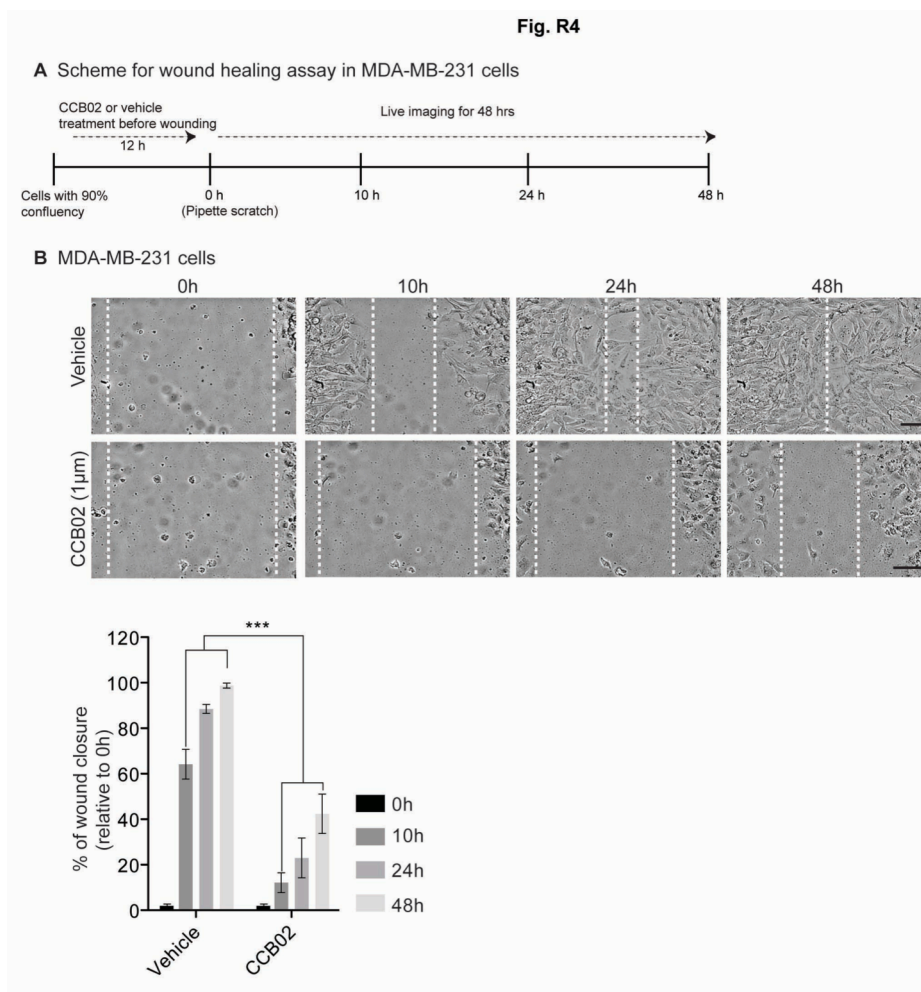 Fig. R4
A Scheme for wound healing assay in MDA-MB-231 cells
CCB02 or vehicle
treatment before wounding
12 h
Live imaging for 48 hrs
Cells with 90%
confluency
0 h
(Pipette scratch)
10 h
24 h
48 h
B MDA-MB-231 cells
0h 10h 24h 48h
Vehicle
CCB02 (1µm)
% of wound closure
(relative to 0h)
120
100
80
60
40
20
0
***
Vehicle
CCB02
0h
10h
24h
48h